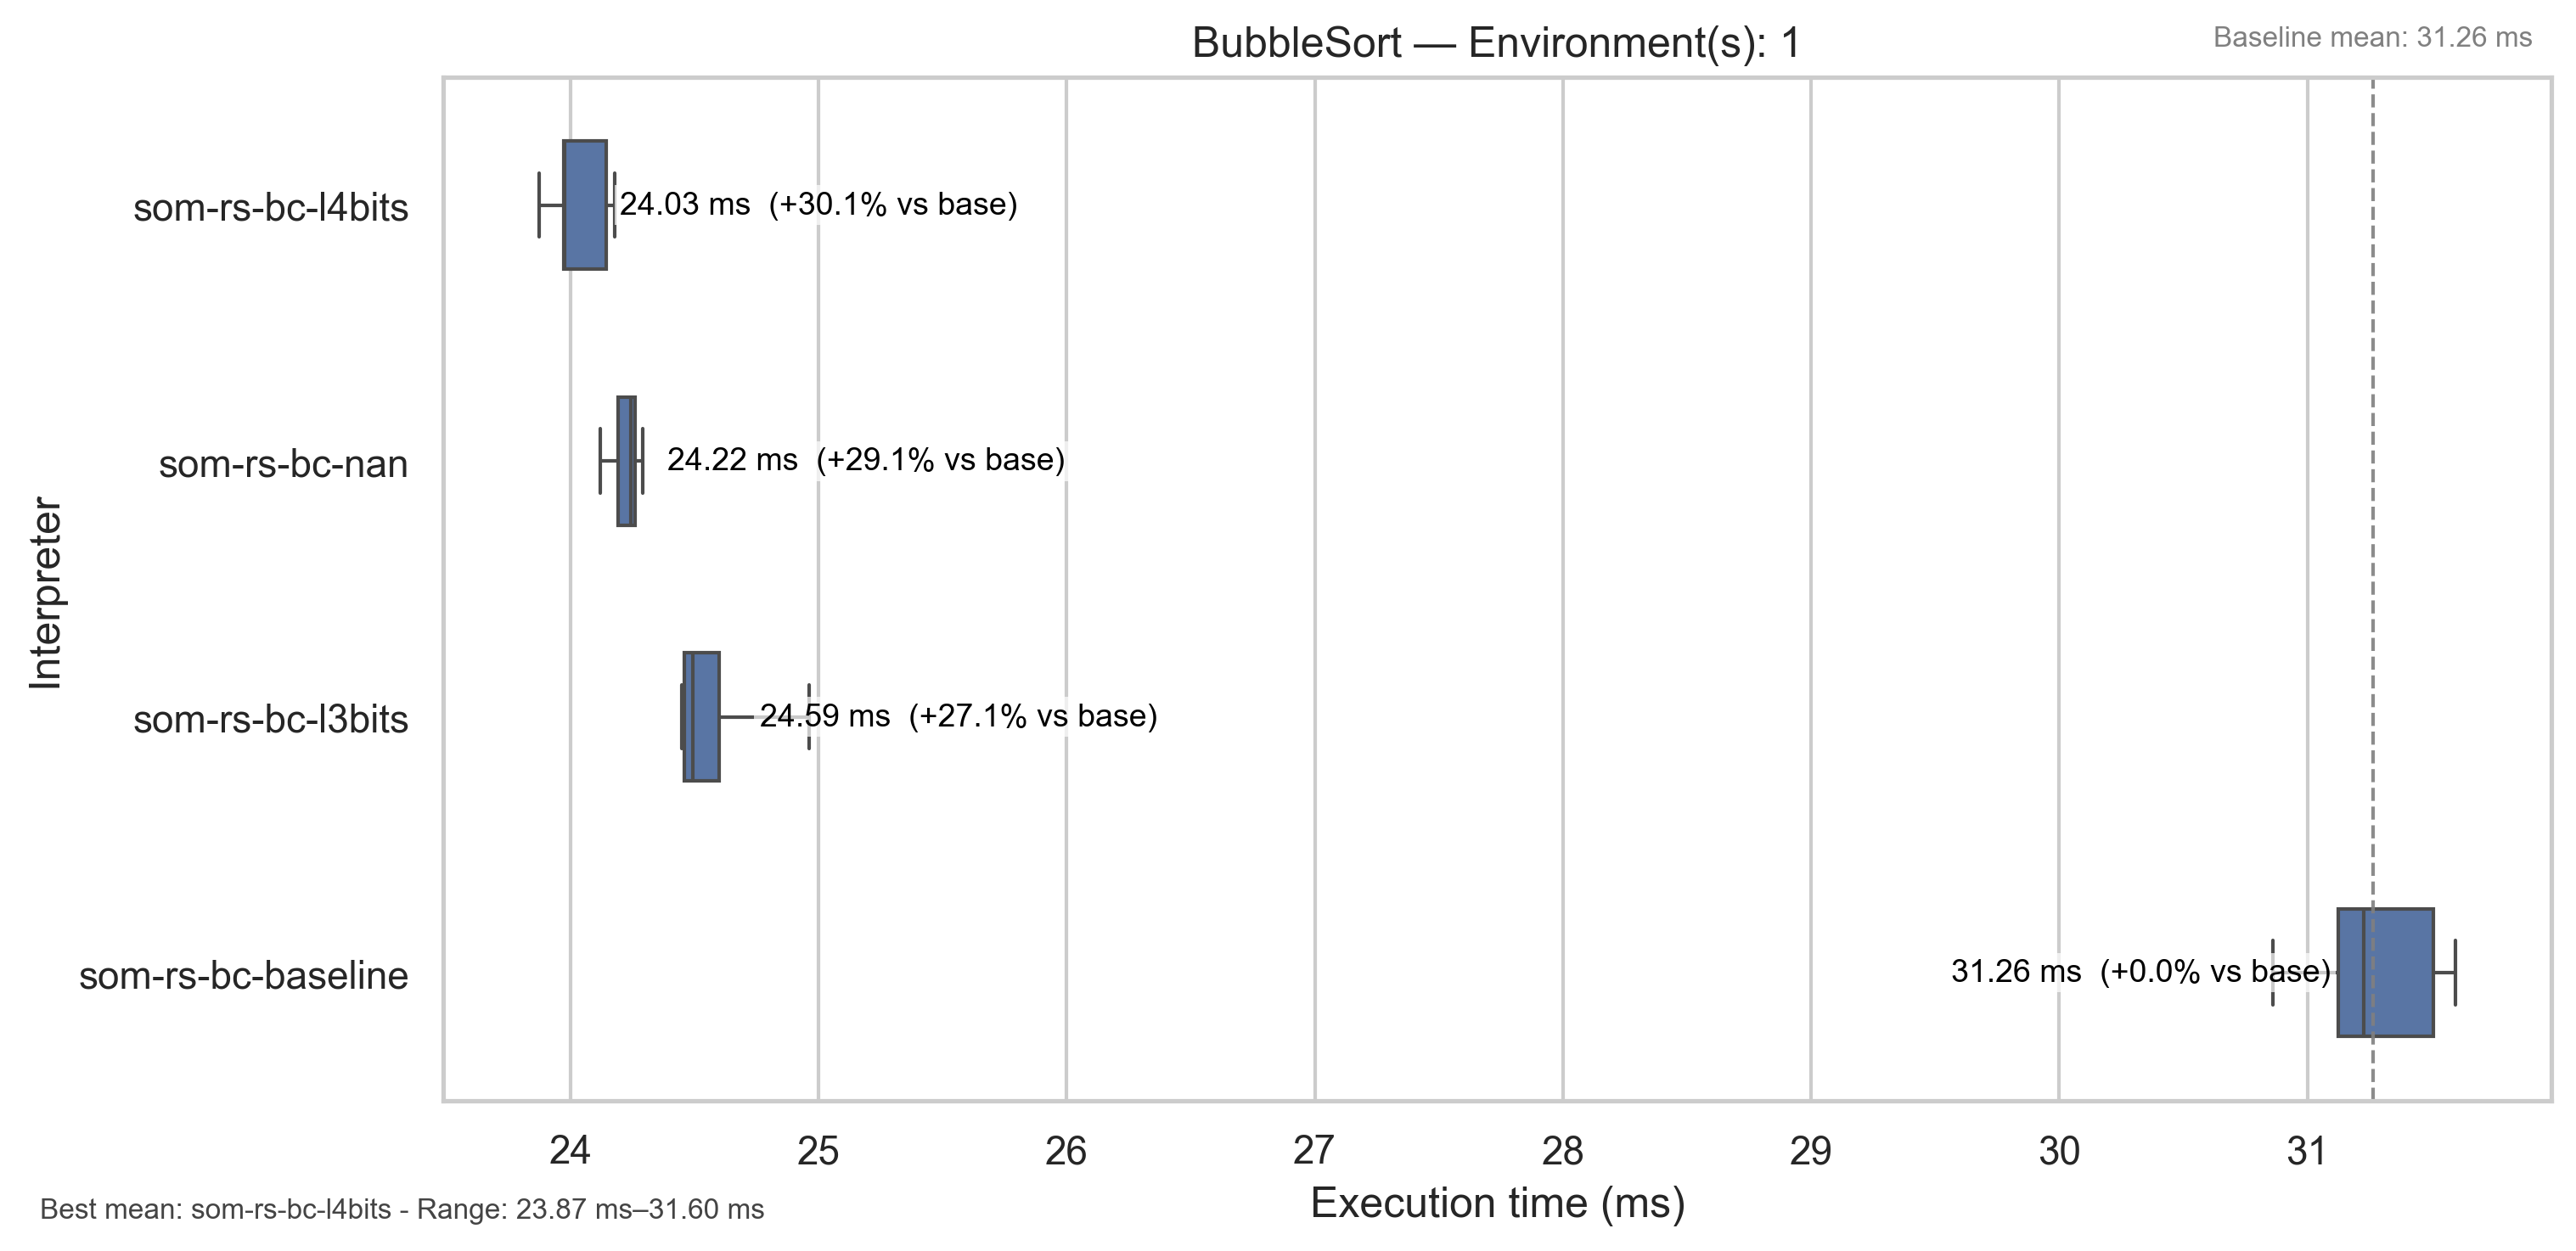 BubbleSort — Environment(s): 1
Baseline mean: 31.26 ms
Interpreter
som-rs-bc-l4bits
24.03 ms  (+30.1% vs base)
som-rs-bc-nan
24.22 ms  (+29.1% vs base)
som-rs-bc-l3bits
24.59 ms  (+27.1% vs base)
som-rs-bc-baseline
31.26 ms  (+0.0% vs base)
24 25 26 27 28 29 30 31
Execution time (ms)
Best mean: som-rs-bc-l4bits - Range: 23.87 ms–31.60 ms